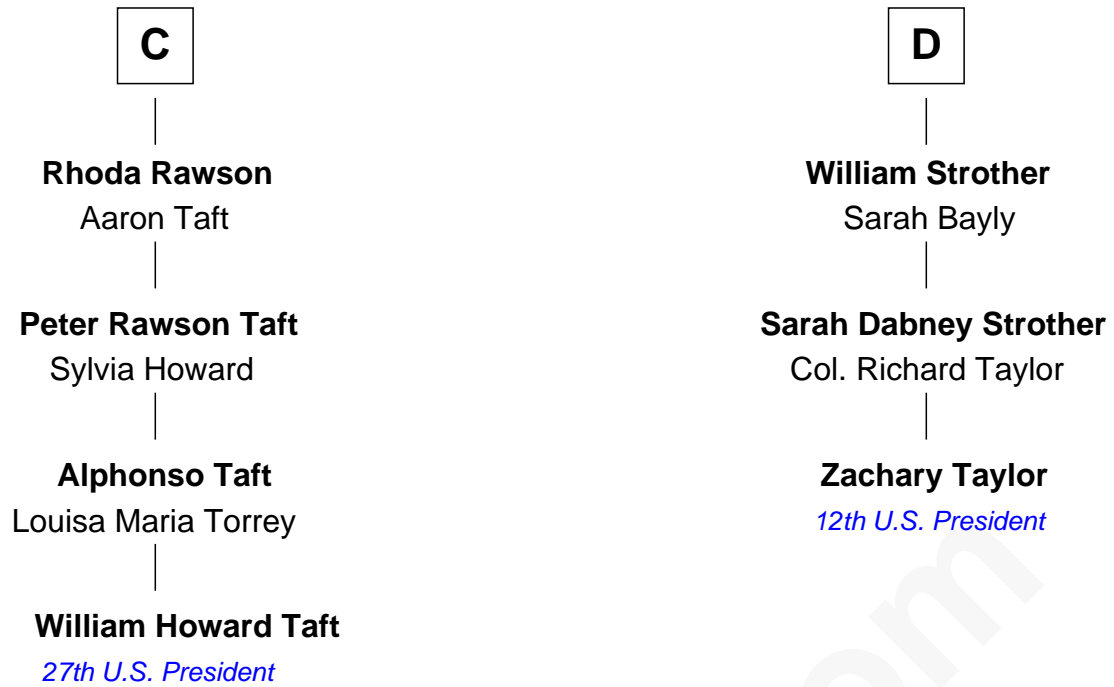 C
Rhoda Rawson
Aaron Taft
Peter Rawson Taft
Sylvia Howard
Alphonso Taft
Louisa Maria Torrey
William Howard Taft
27th U.S. President
D
William Strother
Sarah Bayly
Sarah Dabney Strother
Col. Richard Taylor
Zachary Taylor
12th U.S. President
om